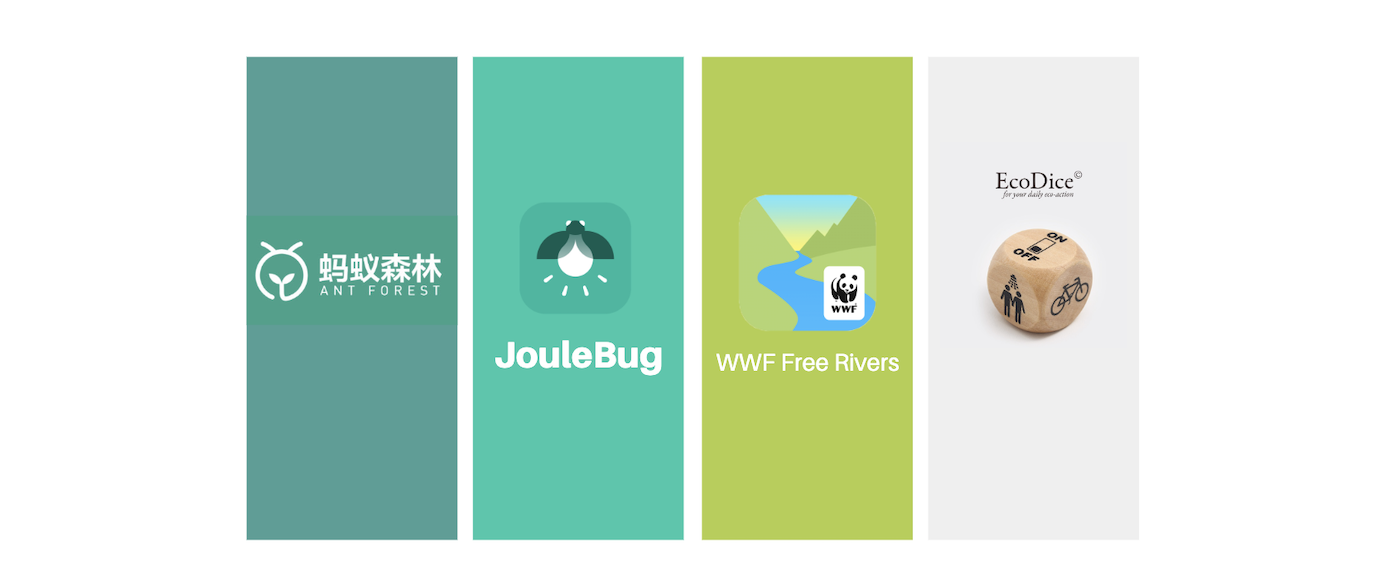 蚂蚁森林
ANT FOREST
JouleBug
WWF
WWF Free Rivers
EcoDice©
for your daily eco-action
ON
OFF